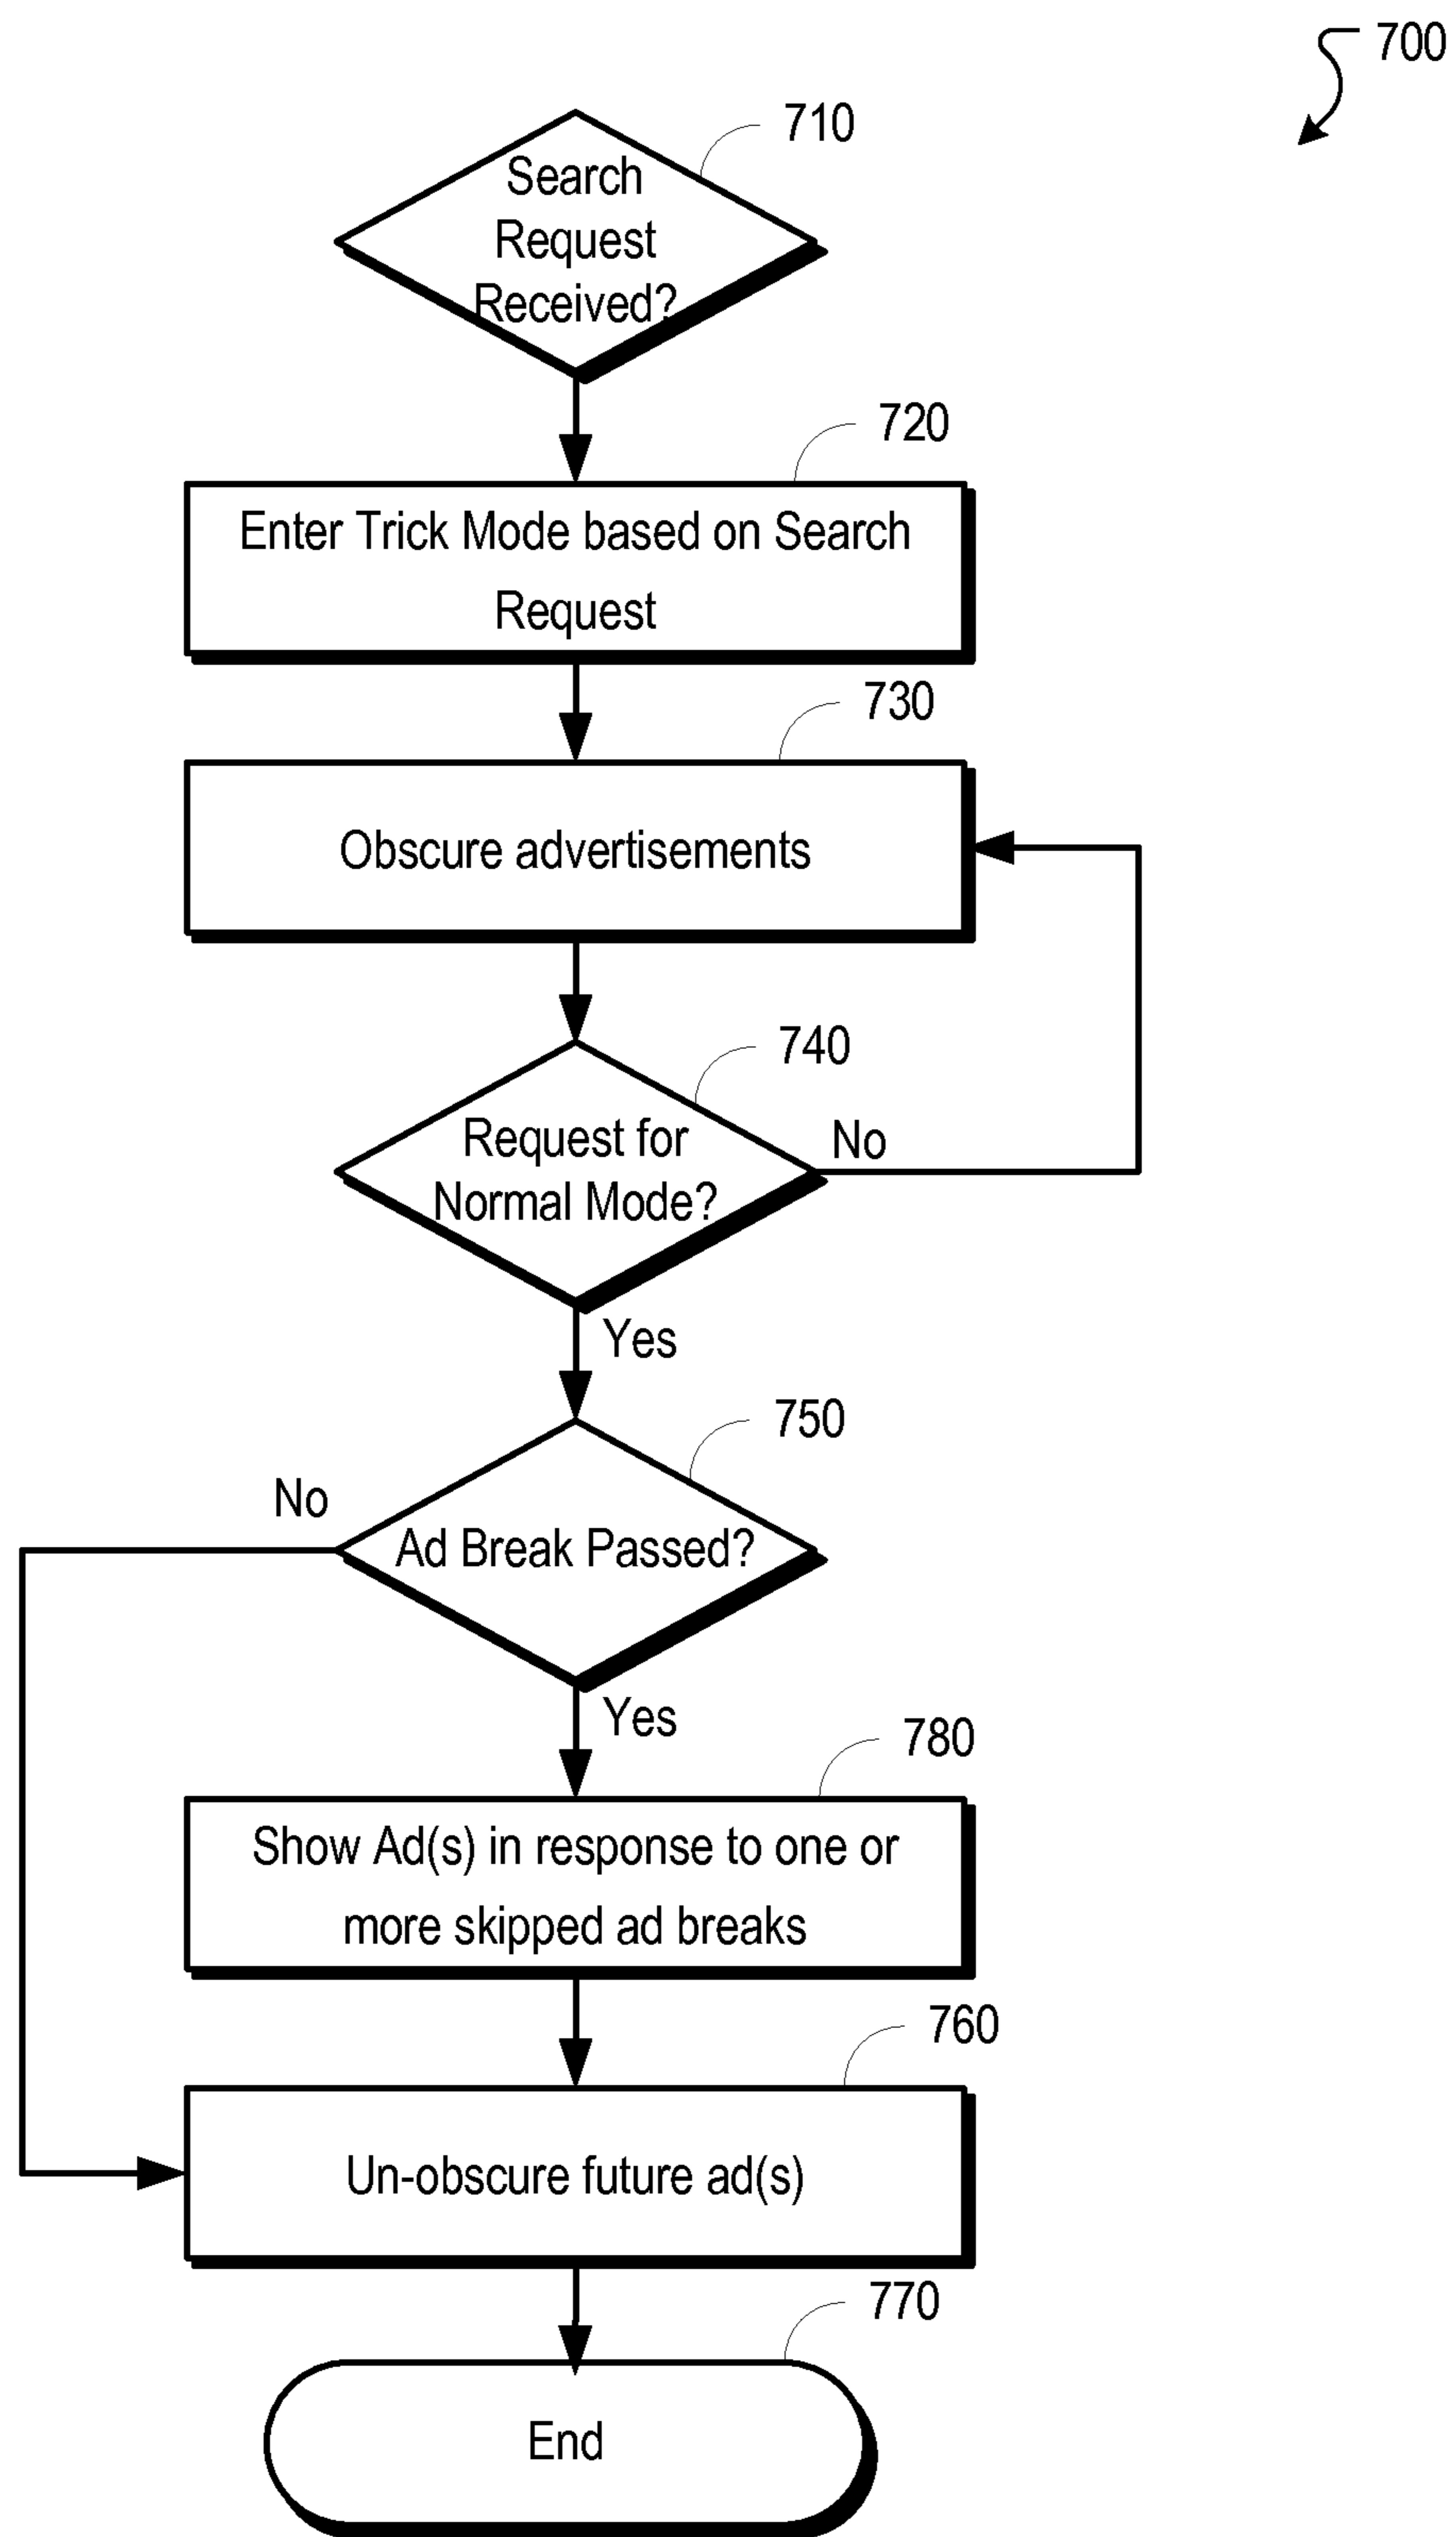 700
710
Search
Request
Received?
720
Enter Trick Mode based on Search
Request
730
Obscure advertisements
740
Request for
Normal Mode?
No
Yes
750
No
Ad Break Passed?
Yes
780
Show Ad(s) in response to one or
more skipped ad breaks
760
Un-obscure future ad(s)
770
End